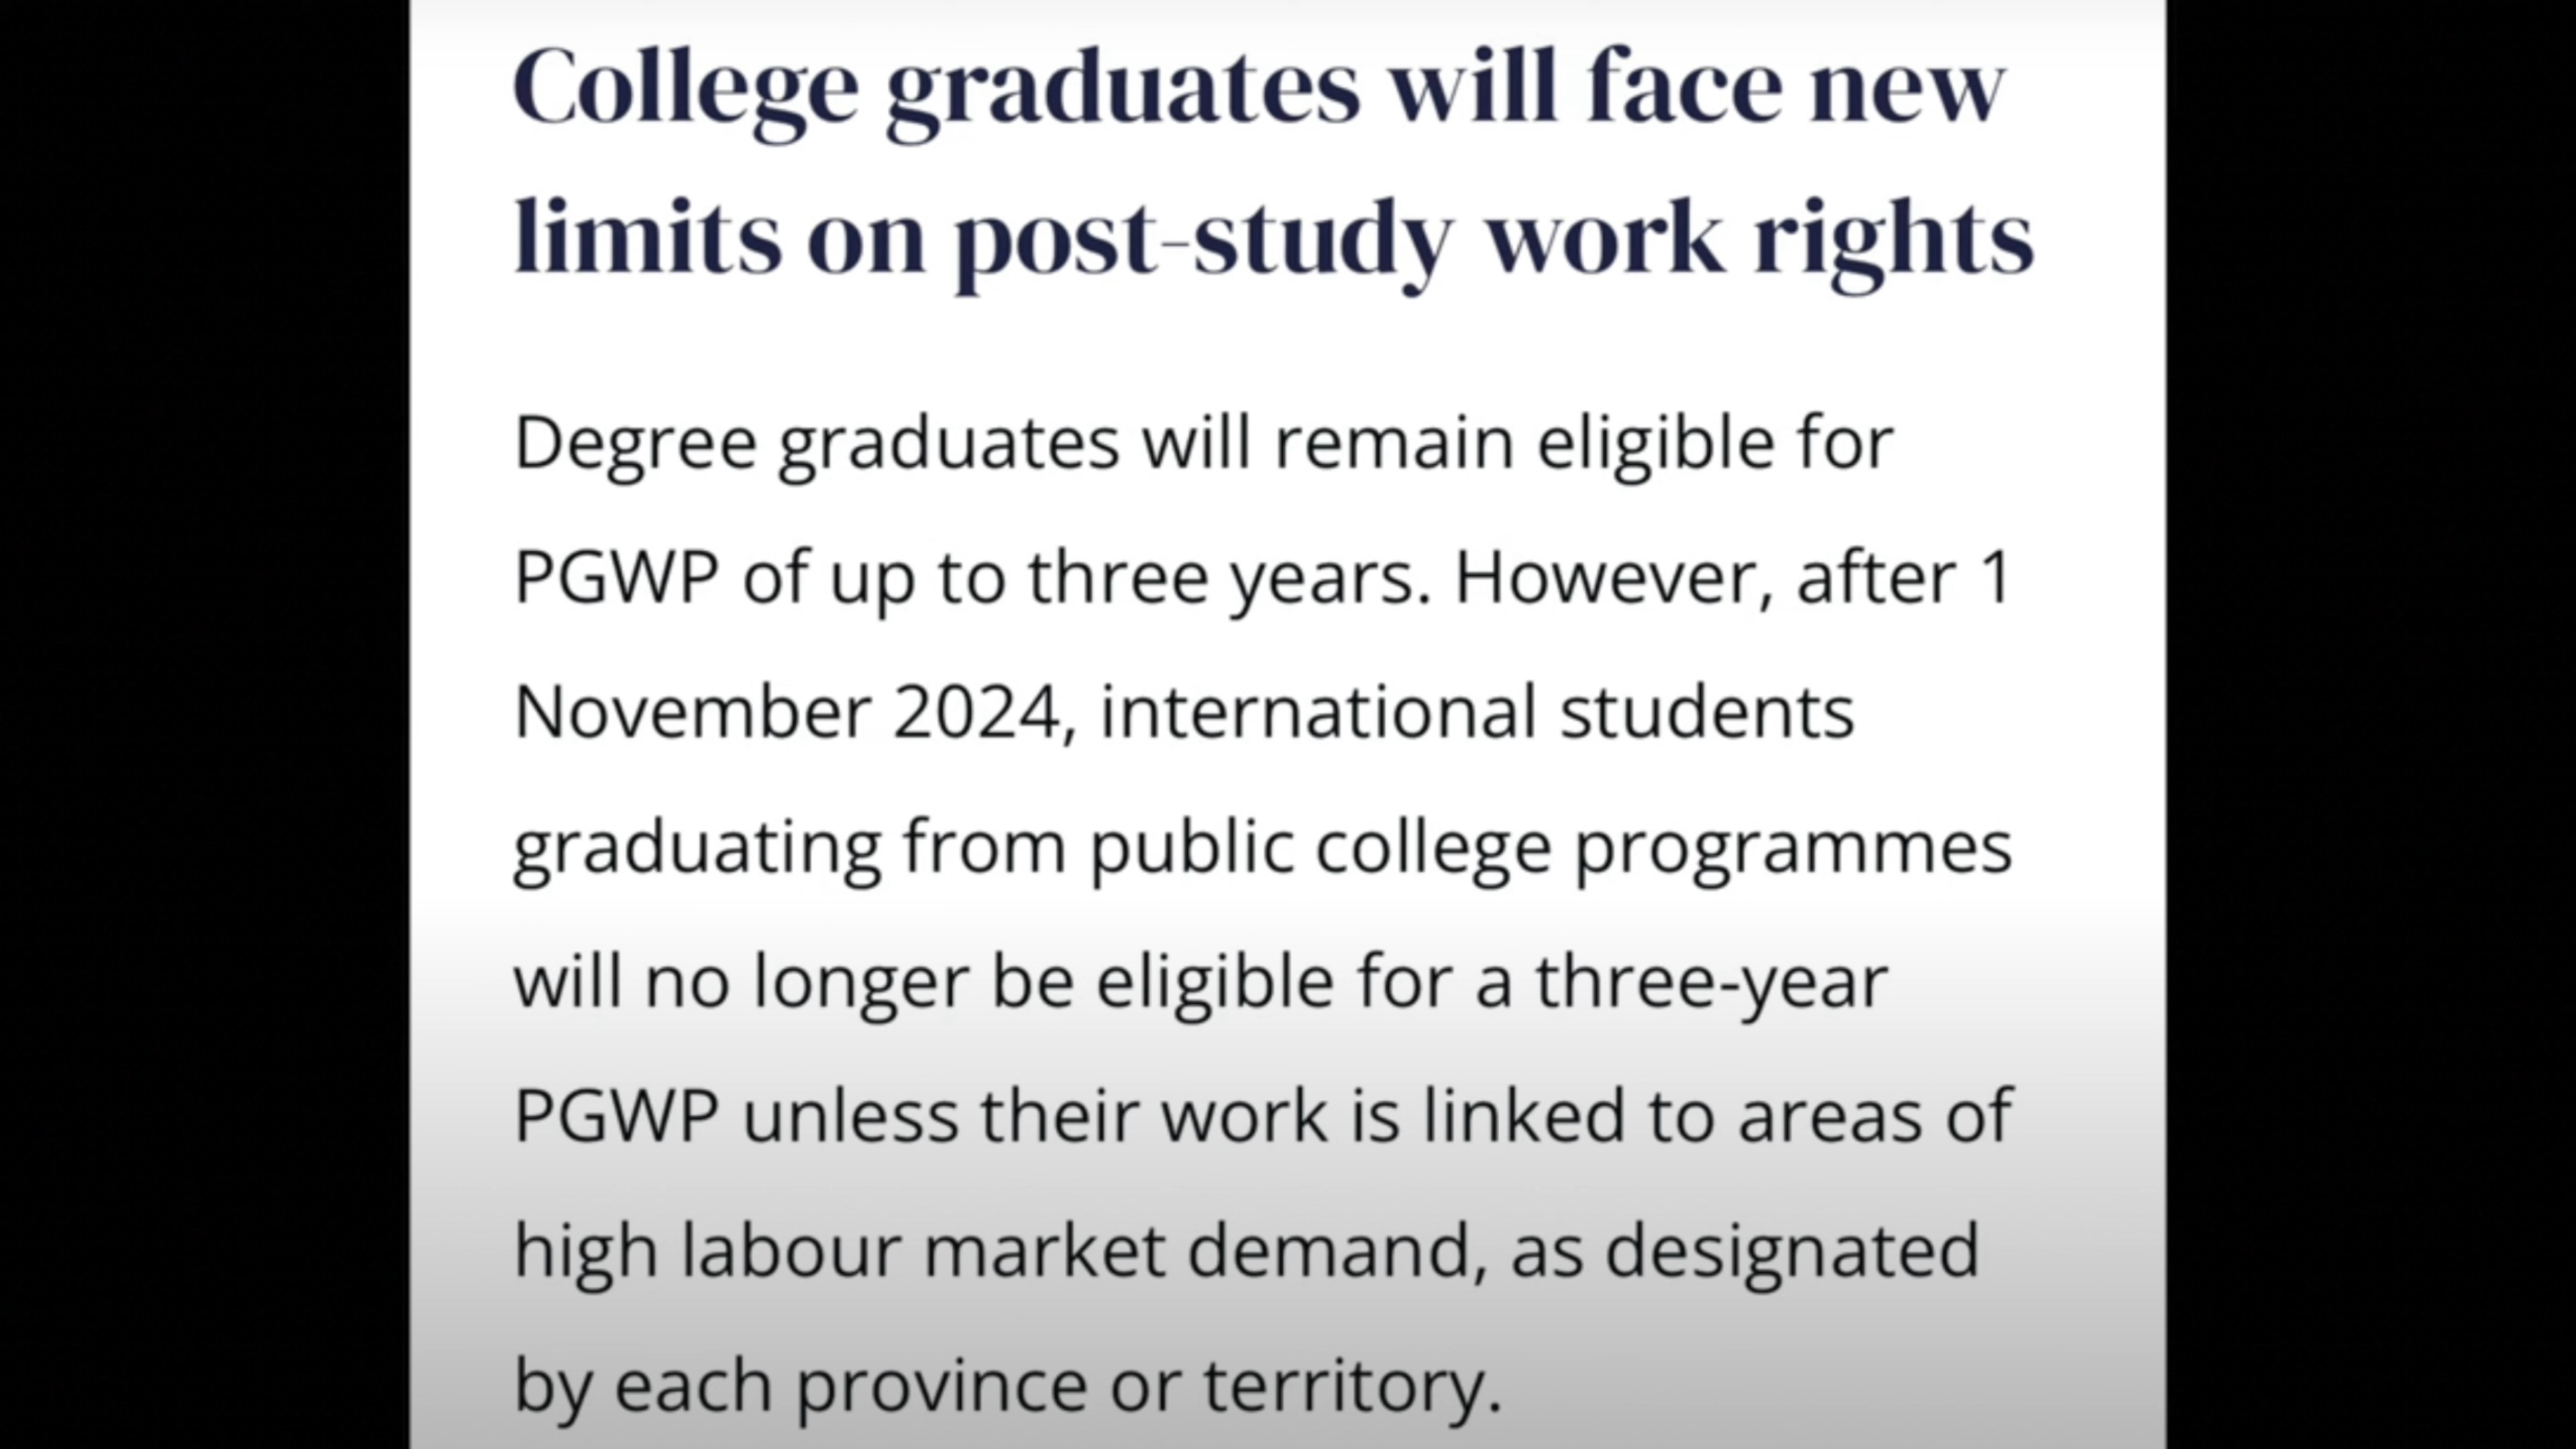 College graduates will face new
limits on post-study work rights
Degree graduates will remain eligible for
PGWP of up to three years. However, after 1
November 2024, international students
graduating from public college programmes
will no longer be eligible for a three-year
PGWP unless their work is linked to areas of
high labour market demand, as designated
by each province or territory.